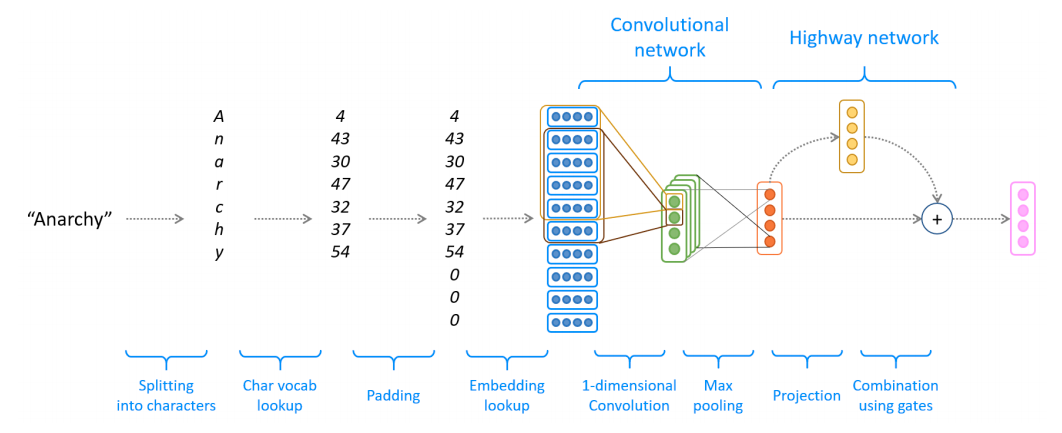 Convolutional
network
Highway network
A 4 4
n 43 43
a 30 30
r 47 47
c 32 32
h 37 37
y 54 54
0
0
0
“Anarchy”
+
Splitting
into characters
Char vocab
lookup
Padding
Embedding
lookup
1-dimensional
Convolution
Max
pooling
Projection
Combination
using gates